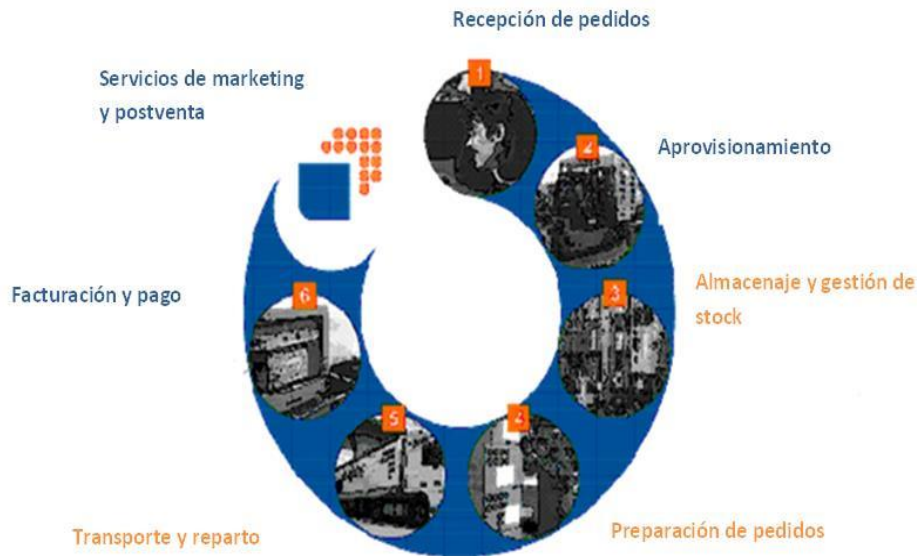 Recepción de pedidos
1
Servicios de marketing
y postventa
2
Aprovisionamiento
Almacenaje y gestión de
stock
3
Facturación y pago
6
5
4
Transporte y reparto
Preparación de pedidos